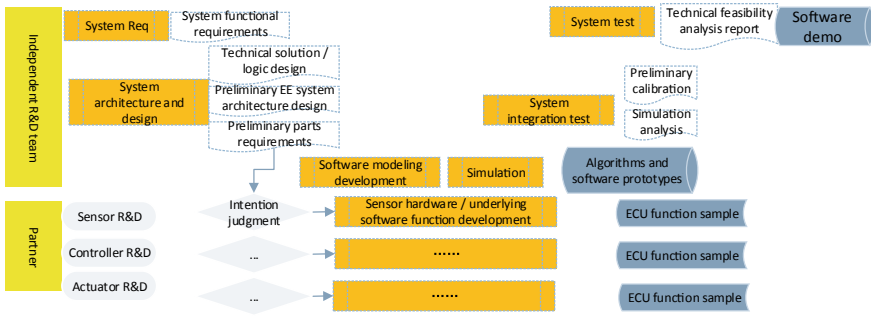 Independent R&D team
System Req
System functional
requirements
System test
Technical feasibility
analysis report
Software
demo
Technical solution /
logic design
System
architecture and
design
Preliminary EE system
architecture design
Preliminary parts
requirements
System
integration test
Preliminary
calibration
Simulation
analysis
Software modeling
development
Simulation
Algorithms and
software prototypes
Partner
Sensor R&D
Intention
judgment
Sensor hardware / underlying
software function development
ECU function sample
Controller R&D
...
......
ECU function sample
Actuator R&D
...
......
ECU function sample